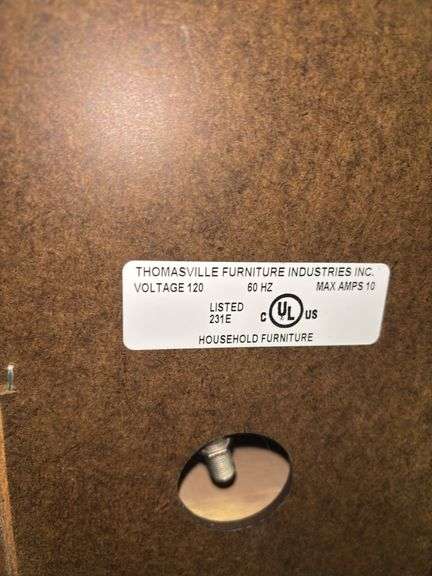 THOMASVILLE FURNITURE INDUSTRIES INC.
VOLTAGE 120 60 HZ MAX AMPS 10
LISTED
231E
C UL US
HOUSEHOLD FURNITURE